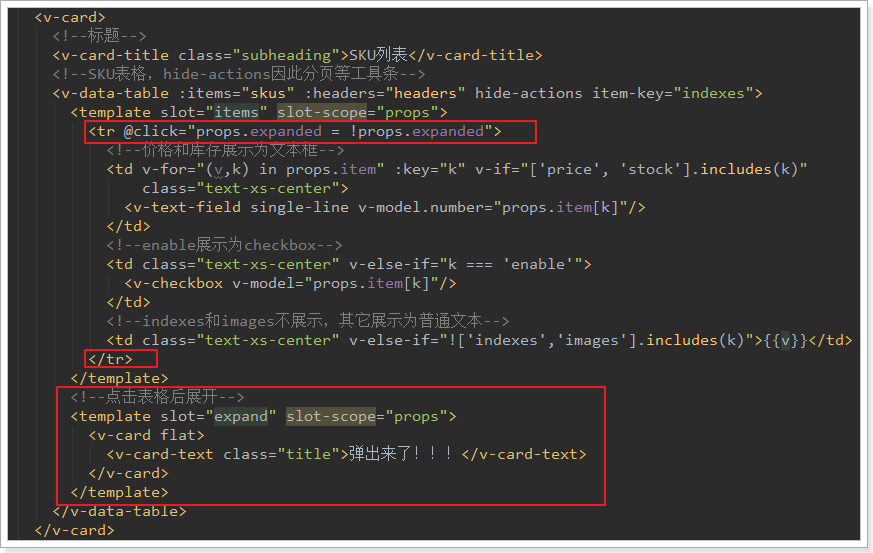 <v-card>
<!--标题-->
<v-card-title class="subheading">SKU列表</v-card-title>
<!--SKU表格，hide-actions因此分页等工具条-->
<v-data-table :items="skus" :headers="headers" hide-actions item-key="indexes">
<template slot="items" slot-scope="props">
<tr @click="props.expanded = !props.expanded">
<!--价格和库存展示为文本框-->
<td v-for="(v,k) in props.item" :key="k" v-if="['price', 'stock'].includes(k)"
class="text-xs-center">
<v-text-field single-line v-model.number="props.item[k]"/>
</td>
<!--enable展示为checkbox-->
<td class="text-xs-center" v-else-if="k === 'enable'">
<v-checkbox v-model="props.item[k]"/>
</td>
<!--indexes和images不展示，其它展示为普通文本-->
<td class="text-xs-center" v-else-if="!['indexes','images'].includes(k)">{{v}}</td>
</tr>
</template>
<!--点击表格后展开-->
<template slot="expand" slot-scope="props">
<v-card flat>
<v-card-text class="title">弹出来了！！！</v-card-text>
</v-card>
</template>
</v-data-table>
</v-card>